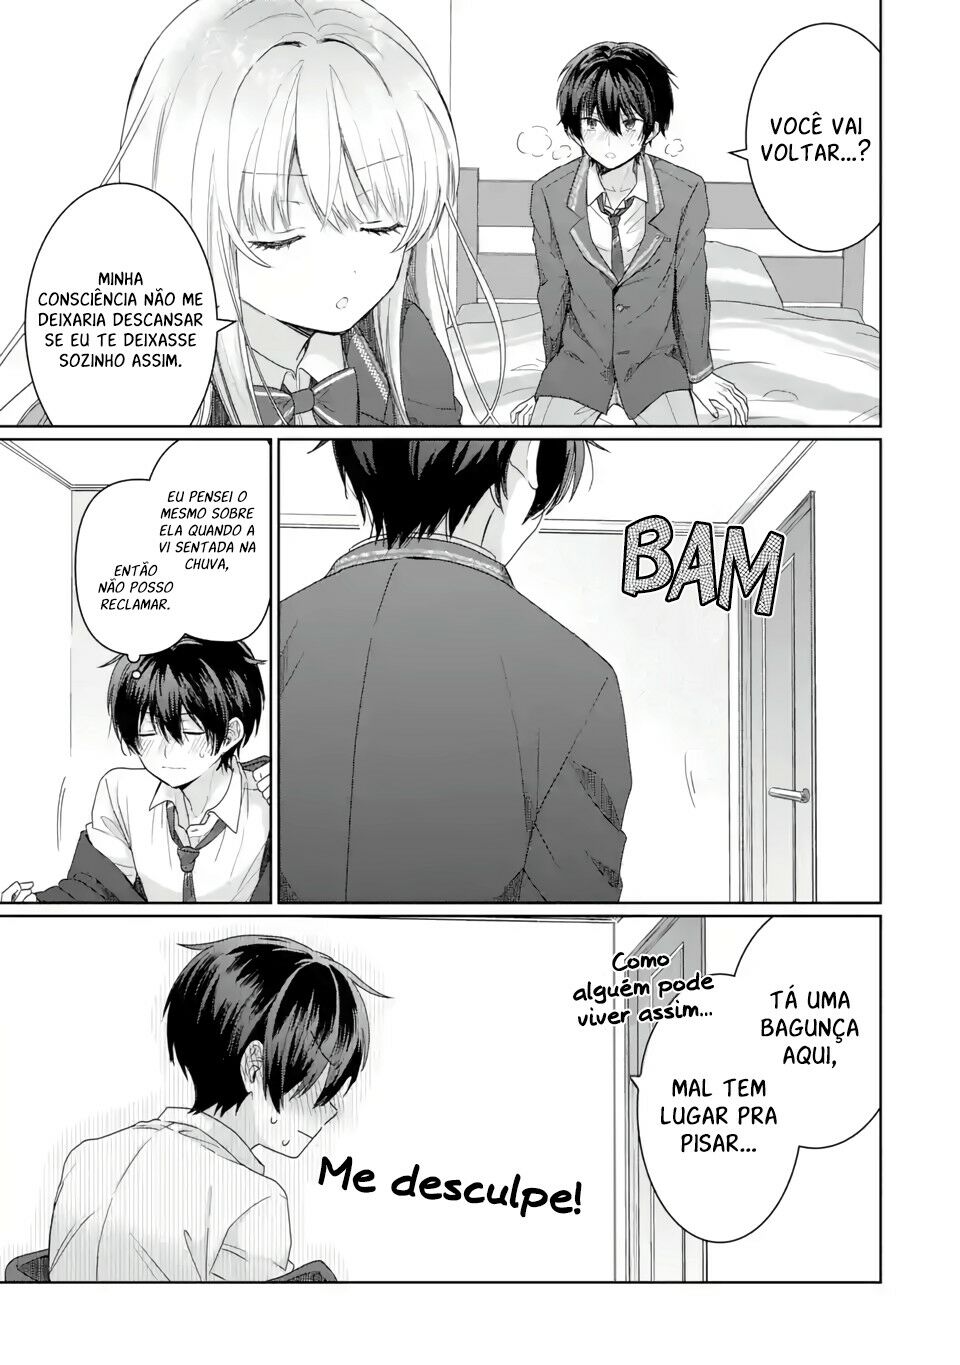 VOCÊ VAI
VOLTAR...?
MINHA
CONSCIÊNCIA NÃO ME
DEIXARIA DESCANSAR
SE EU TE DEIXASSE
SOZINHO ASSIM.
BAM
EU PENSEI O
MESMO SOBRE
ELA QUANDO A
VI SENTADA NA
CHUVA,
ENTÃO
NÃO POSSO
RECLAMAR.
TÁ UMA
BAGUNÇA
AQUI,
MAL TEM
LUGAR PRA
PISAR...
Como
alguém pode
viver assim...
Me desculpe!